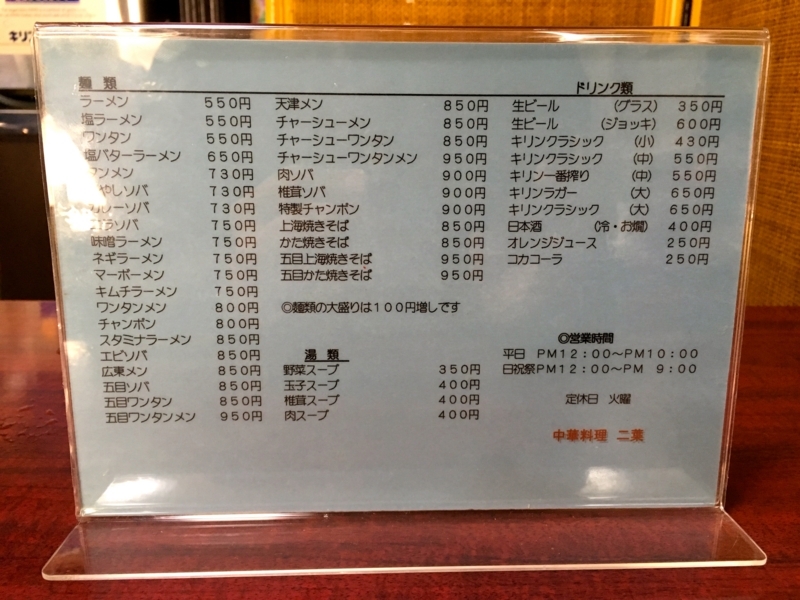 麺 類
ラーメン 550円
塩ラーメン 550円
ワンタン 550円
塩バターラーメン 650円
ンメン 730円
やしソバ 730円
レーソバ 730円
ソバ 750円
味噌ラーメン 750円
ネギラーメン 750円
マーボーメン 750円
キムチラーメン 750円
ワンタンメン 800円
チャンポン 800円
スタミナラーメン 850円
エビソバ 850円
広東メン 850円
五目ソバ 850円
五目ワンタン 850円
五目ワンタンメン 950円
天津メン 850円
チャーシューメン 850円
チャーシューワンタン 850円
チャーシューワンタンメン 950円
肉ソバ 900円
椎茸ソバ 900円
特製チャンポン 900円
上海焼きそば 850円
かた焼きそば 850円
五目上海焼きそば 950円
五目かた焼きそば 950円
◎麺類の大盛りは100円増しです
湯 類
野菜スープ 350円
玉子スープ 400円
椎茸スープ 400円
肉スープ 400円
ドリンク類
生ビール (グラス) 350円
生ビール (ジョッキ) 600円
キリンクラシック (小) 430円
キリンクラシック (中) 550円
キリン一番搾り (中) 550円
キリンラガー (大) 650円
キリンクラシック (大) 650円
日本酒 (冷・お燗) 400円
オレンジジュース 250円
コカコーラ 250円
◎営業時間
平日 PM12:00~PM10:00
日祝祭PM12:00~PM 9:00
定休日 火曜
中華料理 二葉